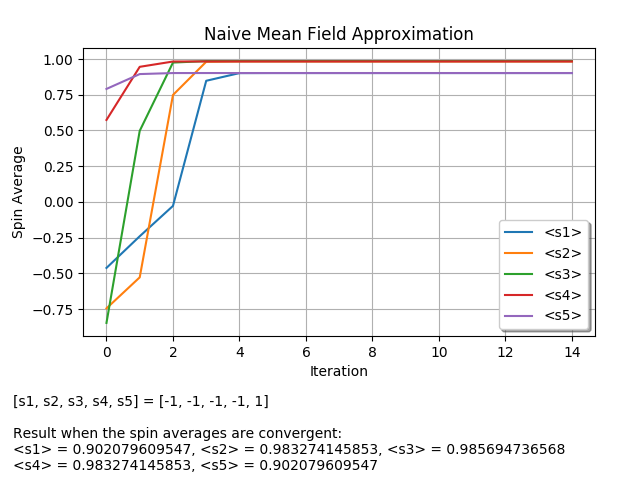 Naive Mean Field Approximation
1.00
0.75
0.50
0.25
0.00
−0.25
−0.50
−0.75
Spin Average
<s1>
<s2>
<s3>
<s4>
<s5>
0 2 4 6 8 10 12 14
Iteration
[s1, s2, s3, s4, s5] = [-1, -1, -1, -1, 1]
Result when the spin averages are convergent:
<s1> = 0.902079609547, <s2> = 0.983274145853, <s3> = 0.985694736568
<s4> = 0.983274145853, <s5> = 0.902079609547